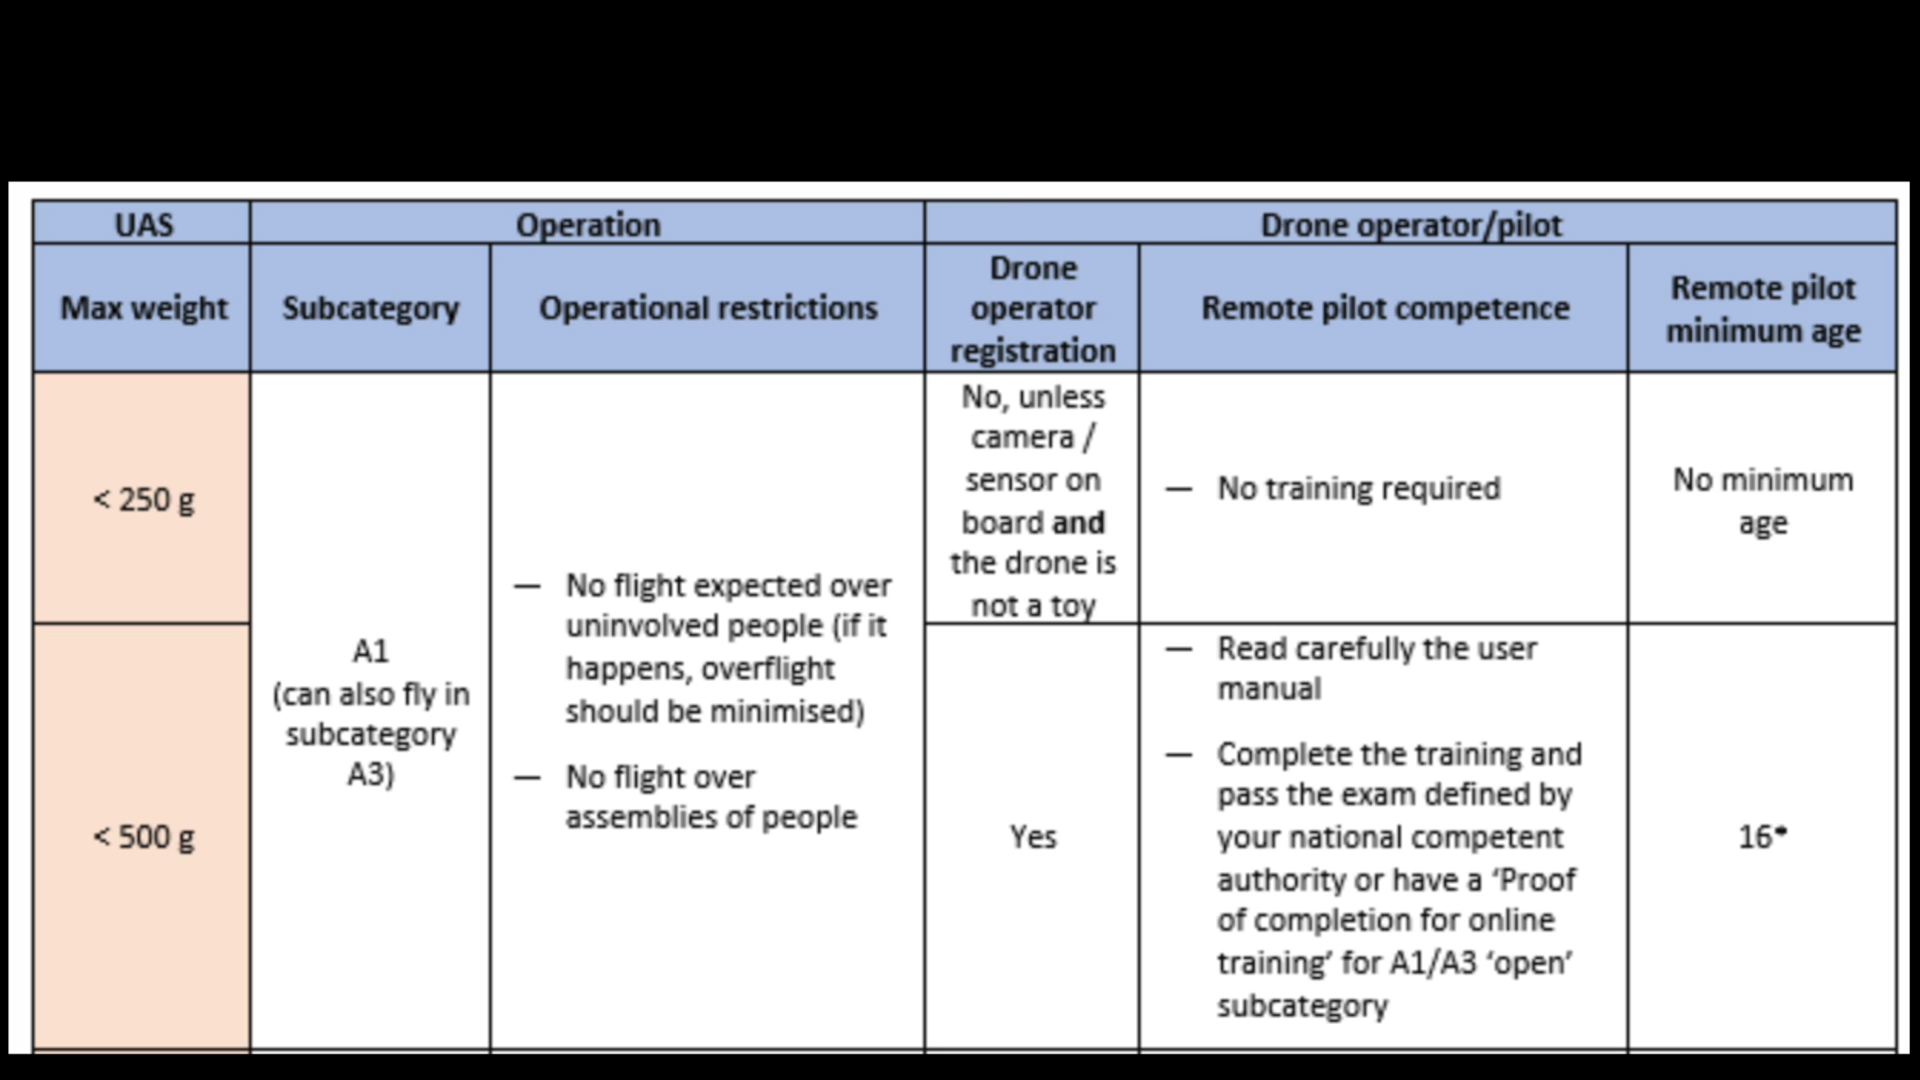 UAS
Operation
Drone operator/pilot
Max weight
Subcategory
Operational restrictions
Drone
operator
registration
Remote pilot competence
Remote pilot
minimum age
< 250 g
A1
(can also fly in
subcategory
A3)
— No flight expected over
uninvolved people (if it
happens, overflight
should be minimised)
— No flight over
assemblies of people
No, unless
camera /
sensor on
board and
the drone is
not a toy
— No training required
No minimum
age
< 500 g
Yes
— Read carefully the user
manual
— Complete the training and
pass the exam defined by
your national competent
authority or have a ‘Proof
of completion for online
training’ for A1/A3 ‘open’
subcategory
16*